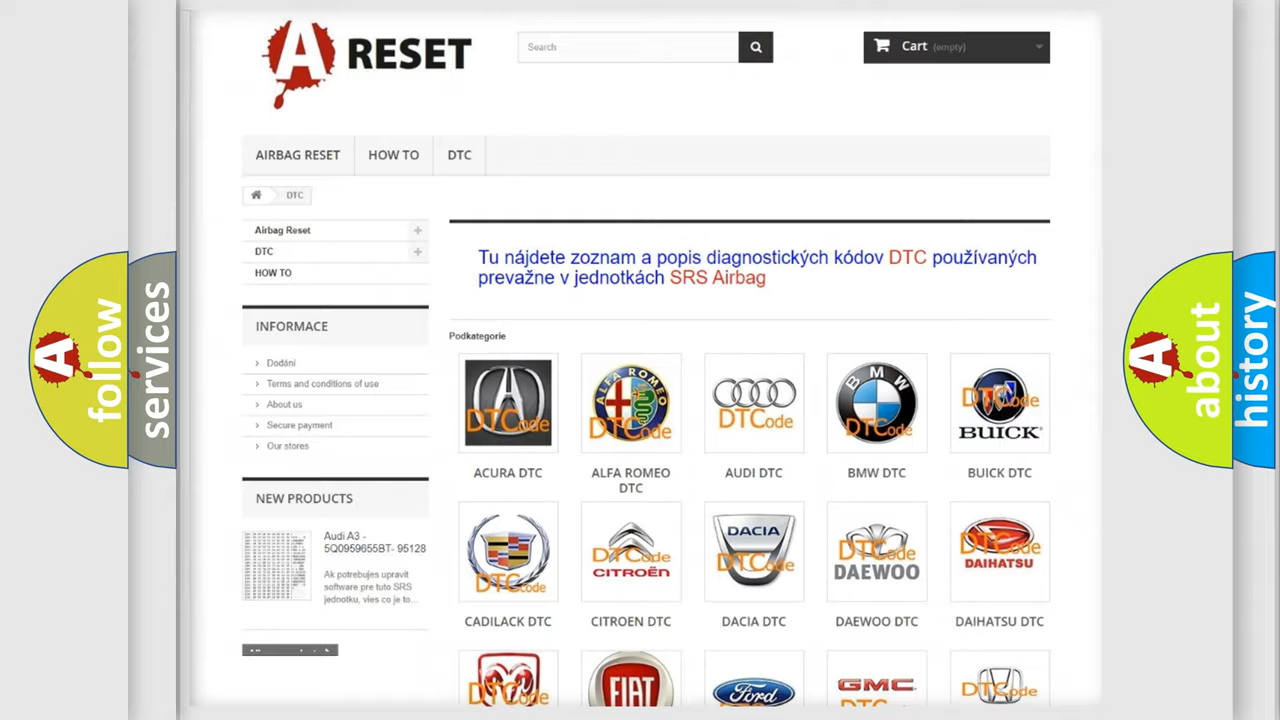 A RESET
Search
Cart (empty)
AIRBAG RESET
HOW TO
DTC
DTC
Airbag Reset
DTC
HOW TO
INFORMACE
Dodání
Terms and conditions of use
About us
Secure payment
Our stores
NEW PRODUCTS
Audi A3 -
5Q0959655BT- 95128
Ak potrebujes upravit
software pre tuto SRS
jednotku, vies co je to...
Tu nájdete zoznam a popis diagnostických kódov DTC používaných
prevažne v jednotkách SRS Airbag
Podkategorie
DTCode
ALFA ROMEO
DTCode
DTCode
BMW
DTCode
DTCode
BUICK
ACURA DTC
ALFA ROMEO
DTC
AUDI DTC
BMW DTC
BUICK DTC
DTCode
DTCode
CITROËN
DACIA
DTCode
DTCode
DAEWOO
DTCode
DAIHATSU
CADILACK DTC
CITROEN DTC
DACIA DTC
DAEWOO DTC
DAIHATSU DTC
DTCode
FIAT
Ford
GMC
DTCode
A follow
services
A about
history